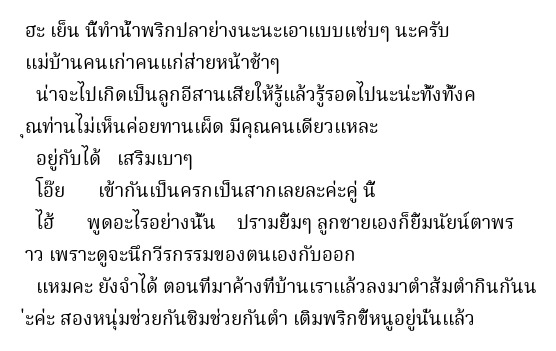 ฮะ เย็น นี้ทำน้ำพริกปลาย่างนะนะเอาแบบแซ่บๆ นะครับ
แม่บ้านคนเก่าคนแก่ส่ายหน้าช้าๆ
น่าจะไปเกิดเป็นลูกอีสานเสียให้รู้แล้วรู้รอดไปนะน่ะทั้งทั้งค
ุณท่านไม่เห็นค่อยทานเผ็ด มีคุณคนเดียวแหละ
อยู่กับได้ เสริมเบาๆ
โอ๊ย เข้ากันเป็นครกเป็นสากเลยละค่ะคู่ นี้
ไฮ้ พูดอะไรอย่างนั้น ปรามยิ้มๆ ลูกชายเองก็ยิ้มนัยน์ตาพร
าว เพราะดูจะนึกวีรกรรมของตนเองกับออก
แหมคะ ยังจำได้ ตอนที่มาค้างที่บ้านเราแล้วลงมาตำส้มตำกินกันน
่ะค่ะ สองหนุ่มช่วยกันชิมช่วยกันตำ เติมพริกขี้หนูอยู่นั่นแล้ว